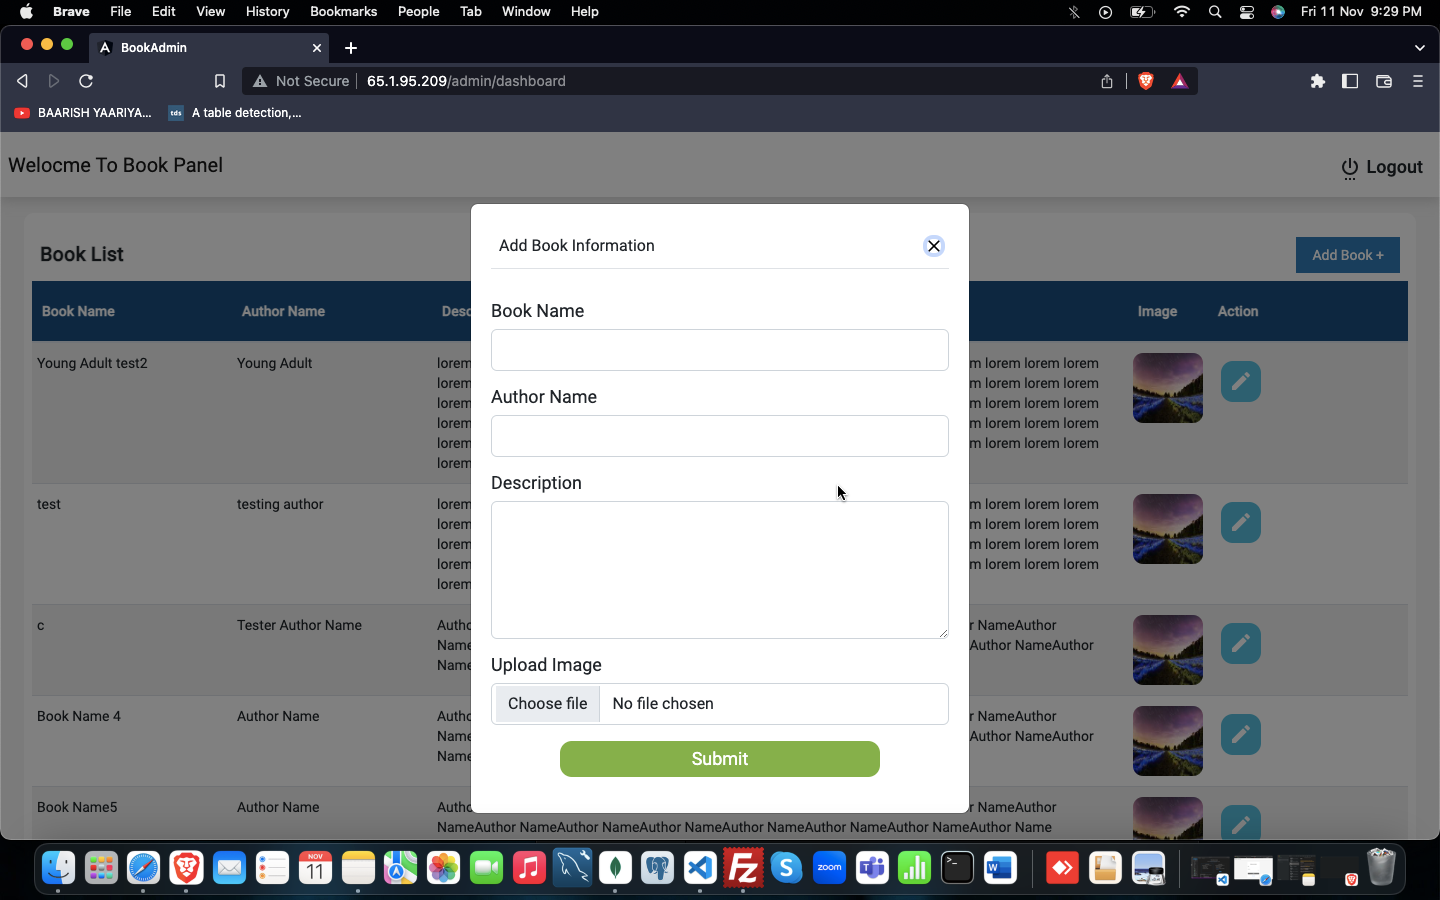 Brave File Edit View History Bookmarks People Tab Window Help Fri 11 Nov 9:29 PM
BookAdmin
Not Secure 65.1.95.209/admin/dashboard
BAARISH YAARIYA... tds A table detection,...
Welocme To Book Panel
Logout
Add Book Information
Book List
Add Book +
Book Name Author Name Desc Image Action
Book Name
Young Adult test2 Young Adult lorem m lorem lorem lorem
lorem m lorem lorem lorem
Author Name
lorem m lorem lorem lorem
lorem m lorem lorem lorem
lorem m lorem lorem lorem
lorem
Description
test testing author lorem m lorem lorem lorem
lorem m lorem lorem lorem
lorem m lorem lorem lorem
lorem m lorem lorem lorem
lorem
c Tester Author Name Autho r NameAuthor
Name Author NameAuthor
Name
Upload Image
Choose file No file chosen
Book Name 4 Author Name Autho r NameAuthor
Name Author NameAuthor
Name
Submit
Book Name5 Author Name Autho r NameAuthor
NameAuthor NameAuthor NameAuthor NameAuthor NameAuthor NameAuthor NameAuthor Name
NOV
11
zoom